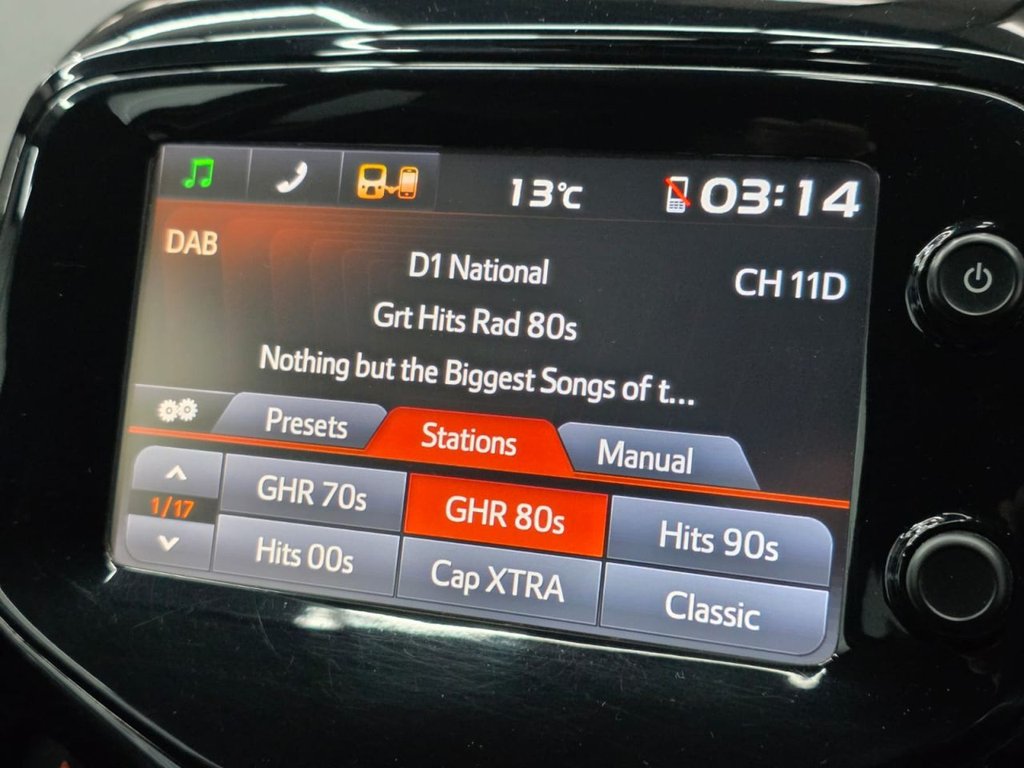 13°C 03:14
DAB
D1 National
CH 11D
Grt Hits Rad 80s
Nothing but the Biggest Songs of t...
Presets Stations Manual
1/17
GHR 70s GHR 80s Hits 90s
Hits 00s Cap XTRA Classic